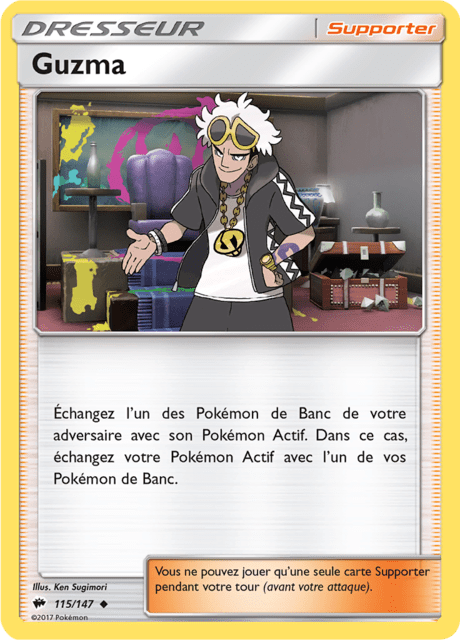 DRESSEUR Supporter
Guzma
Échangez l'un des Pokémon de Banc de votre
adversaire avec son Pokémon Actif. Dans ce cas,
échangez votre Pokémon Actif avec l'un de vos
Pokémon de Banc.
Vous ne pouvez jouer qu'une seule carte Supporter
pendant votre tour (avant votre attaque).
Illus. Ken Sugimori
115/147 ◆
©2017 Pokémon